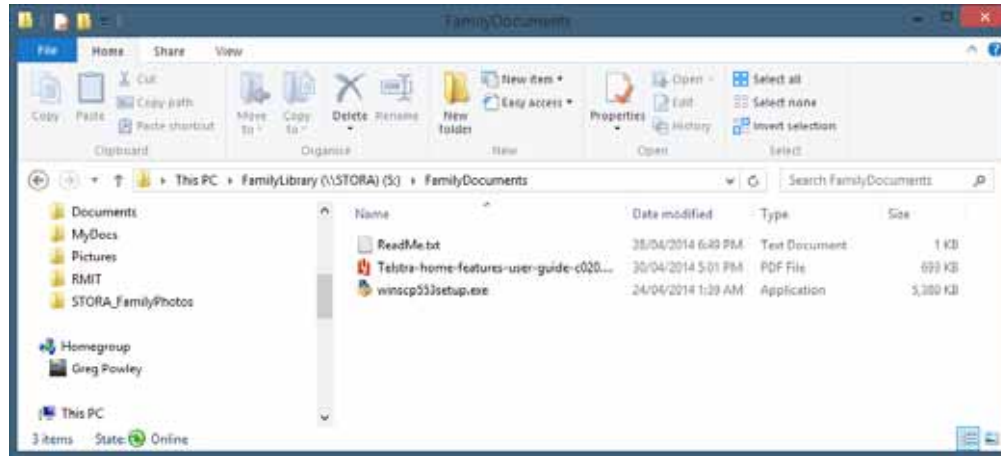 FamilyDocuments
File Home Share View
Copy Paste Cut Copy path Paste shortcut Move to Copy to Delete Rename New folder New item Easy access Properties Open Edit History Select all Select none Invert selection
Clipboard Organise New Open Select
This PC FamilyLibrary (\\STORA) (S:) FamilyDocuments Search FamilyDocuments
Documents
MyDocs
Pictures
RMIT
STORA_FamilyPhotos
Homegroup
Greg Powley
This PC
Name Date modified Type Size
ReadMe.txt 28/04/2014 6:49 PM Text Document 1 KB
Telstra-home-features-user-guide-c020... 30/04/2014 5:01 PM PDF File 693 KB
winscp553setup.exe 24/04/2014 1:39 AM Application 5,380 KB
3 items State: Online